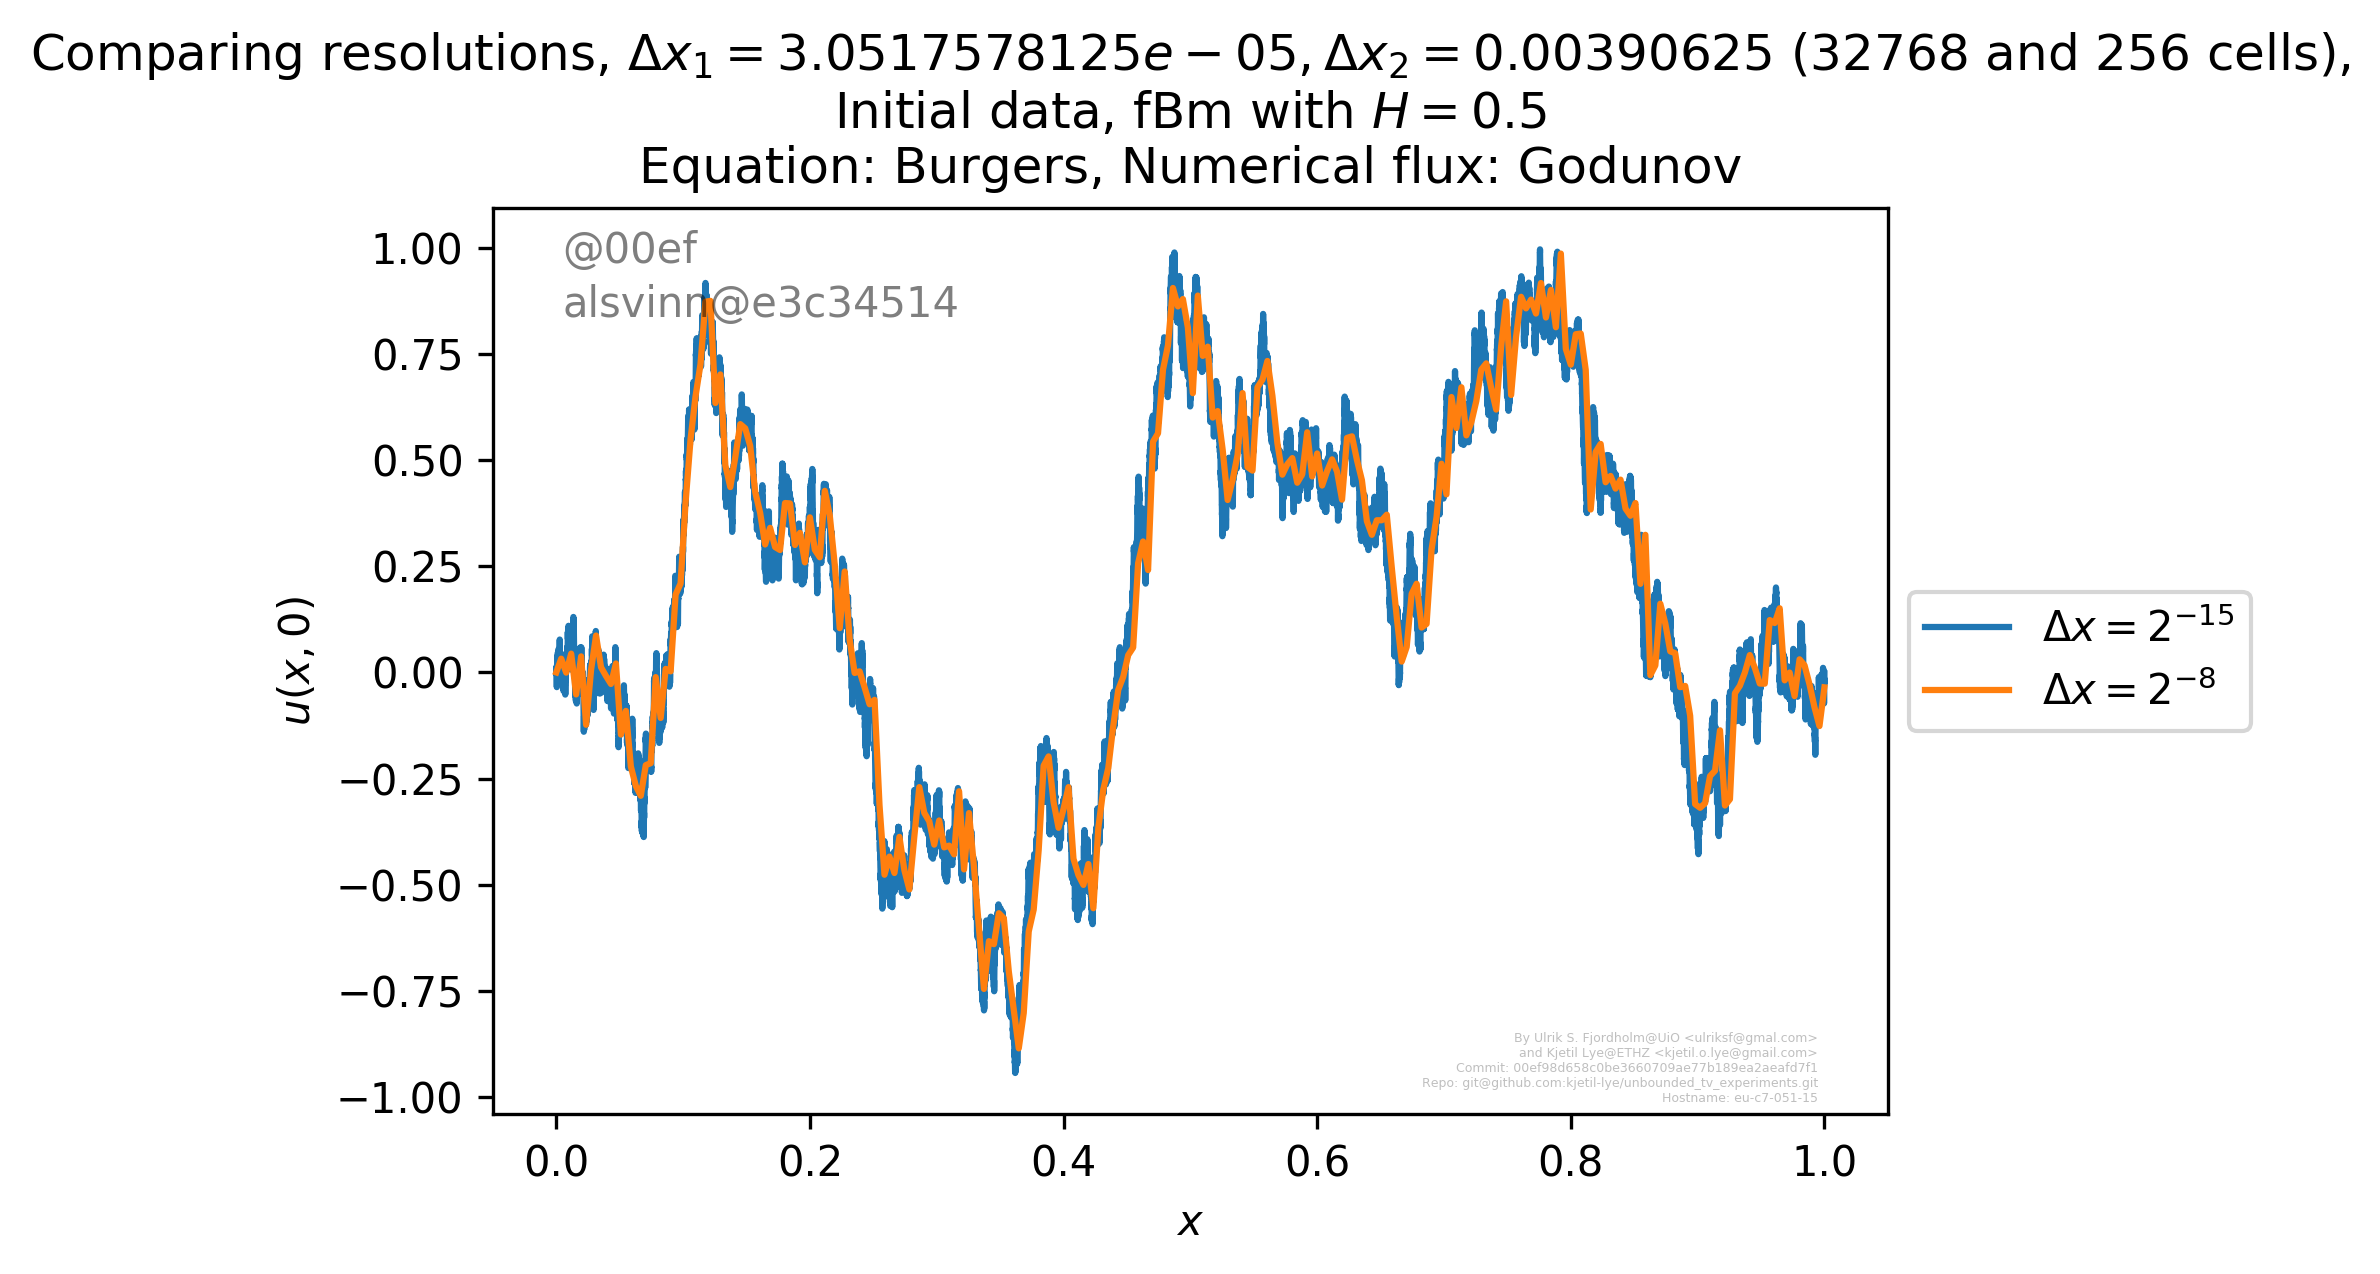 Comparing resolutions, Δx₁ = 3.0517578125e − 05, Δx₂ = 0.00390625 (32768 and 256 cells),
Initial data, fBm with H = 0.5
Equation: Burgers, Numerical flux: Godunov
@00ef
alsvinn@e3c34514
1.00
0.75
0.50
0.25
0.00
−0.25
−0.50
−0.75
−1.00
u(x, 0)
Δx = 2⁻¹⁵
Δx = 2⁻⁸
By Ulrik S. Fjordholm@UiO <ulriksf@gmal.com>
and Kjetil Lye@ETHZ <kjetil.o.lye@gmail.com>
Commit: 00ef98d658c0be3660709ae77b189ea2aeafd7f1
Repo: git@github.com:kjetil-lye/unbounded_tv_experiments.git
Hostname: eu-c7-051-15
0.0 0.2 0.4 0.6 0.8 1.0
x